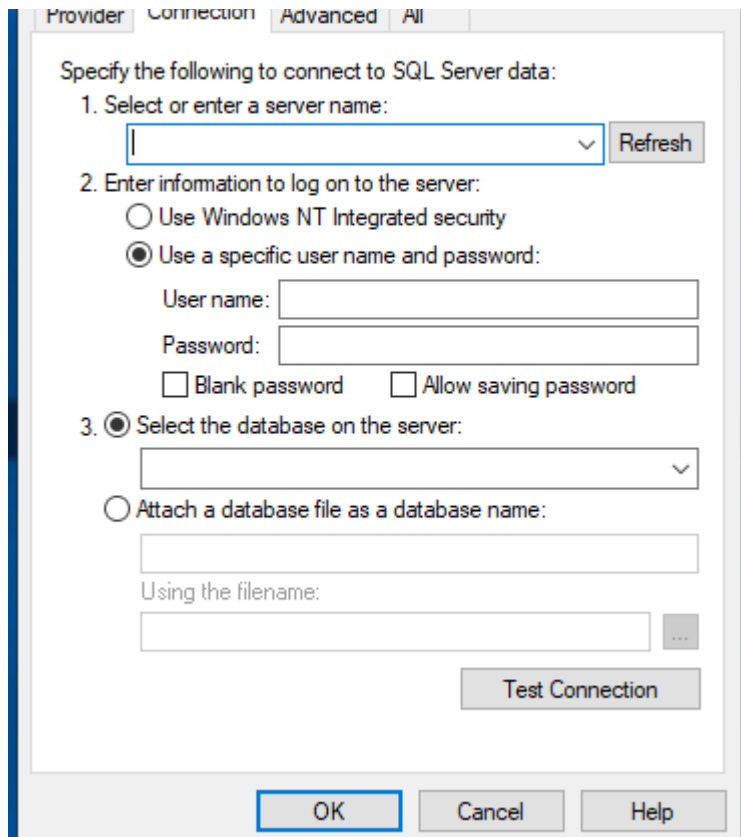 Provider Connection Advanced All
Specify the following to connect to SQL Server data:
1. Select or enter a server name:
Refresh
2. Enter information to log on to the server:
Use Windows NT Integrated security
Use a specific user name and password:
User name:
Password:
Blank password Allow saving password
3. Select the database on the server:
Attach a database file as a database name:
Using the filename:
...
Test Connection
OK Cancel Help